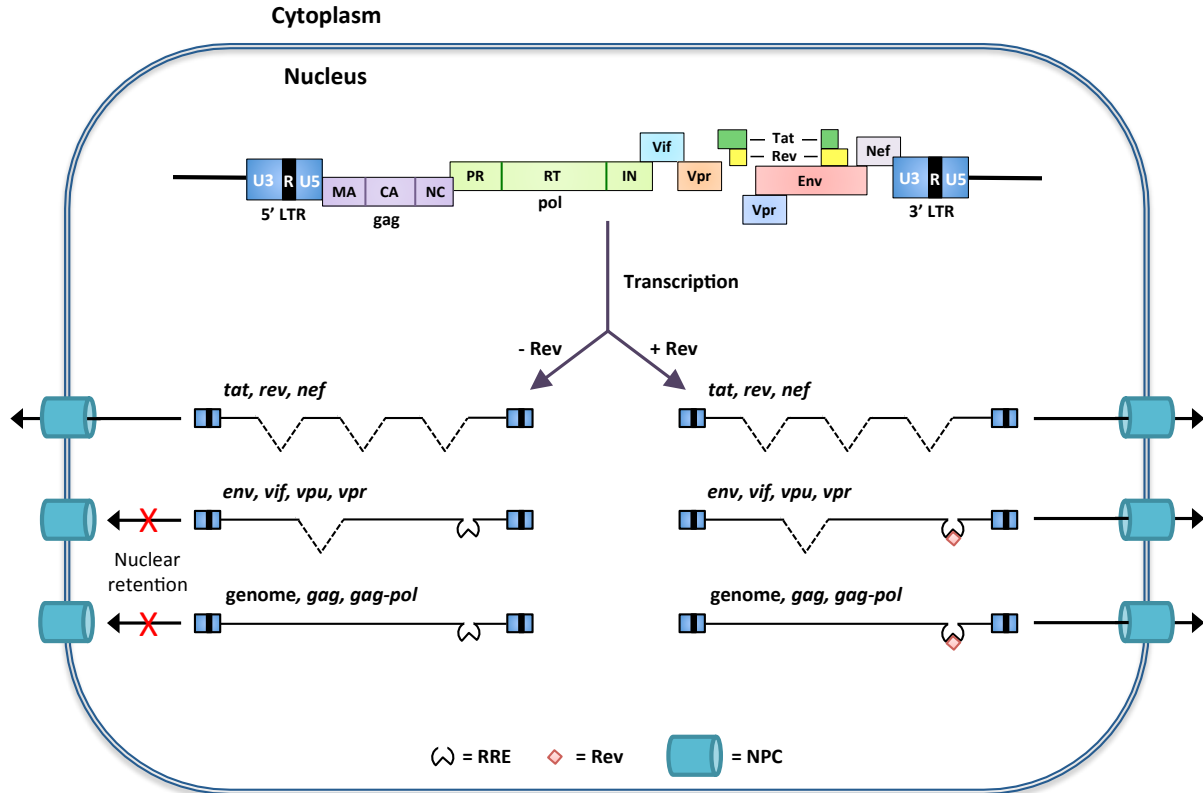 Cytoplasm
Nucleus
Vif
Tat
Rev
Nef
PR RT IN
Vpr
Env
U3 R U5
MA CA NC
U3 R U5
5' LTR
gag
pol
Vpr
3' LTR
Transcription
- Rev
+ Rev
tat, rev, nef
tat, rev, nef
env, vif, vpu, vpr
env, vif, vpu, vpr
Nuclear
retention
genome, gag, gag-pol
genome, gag, gag-pol
= RRE
= Rev
= NPC